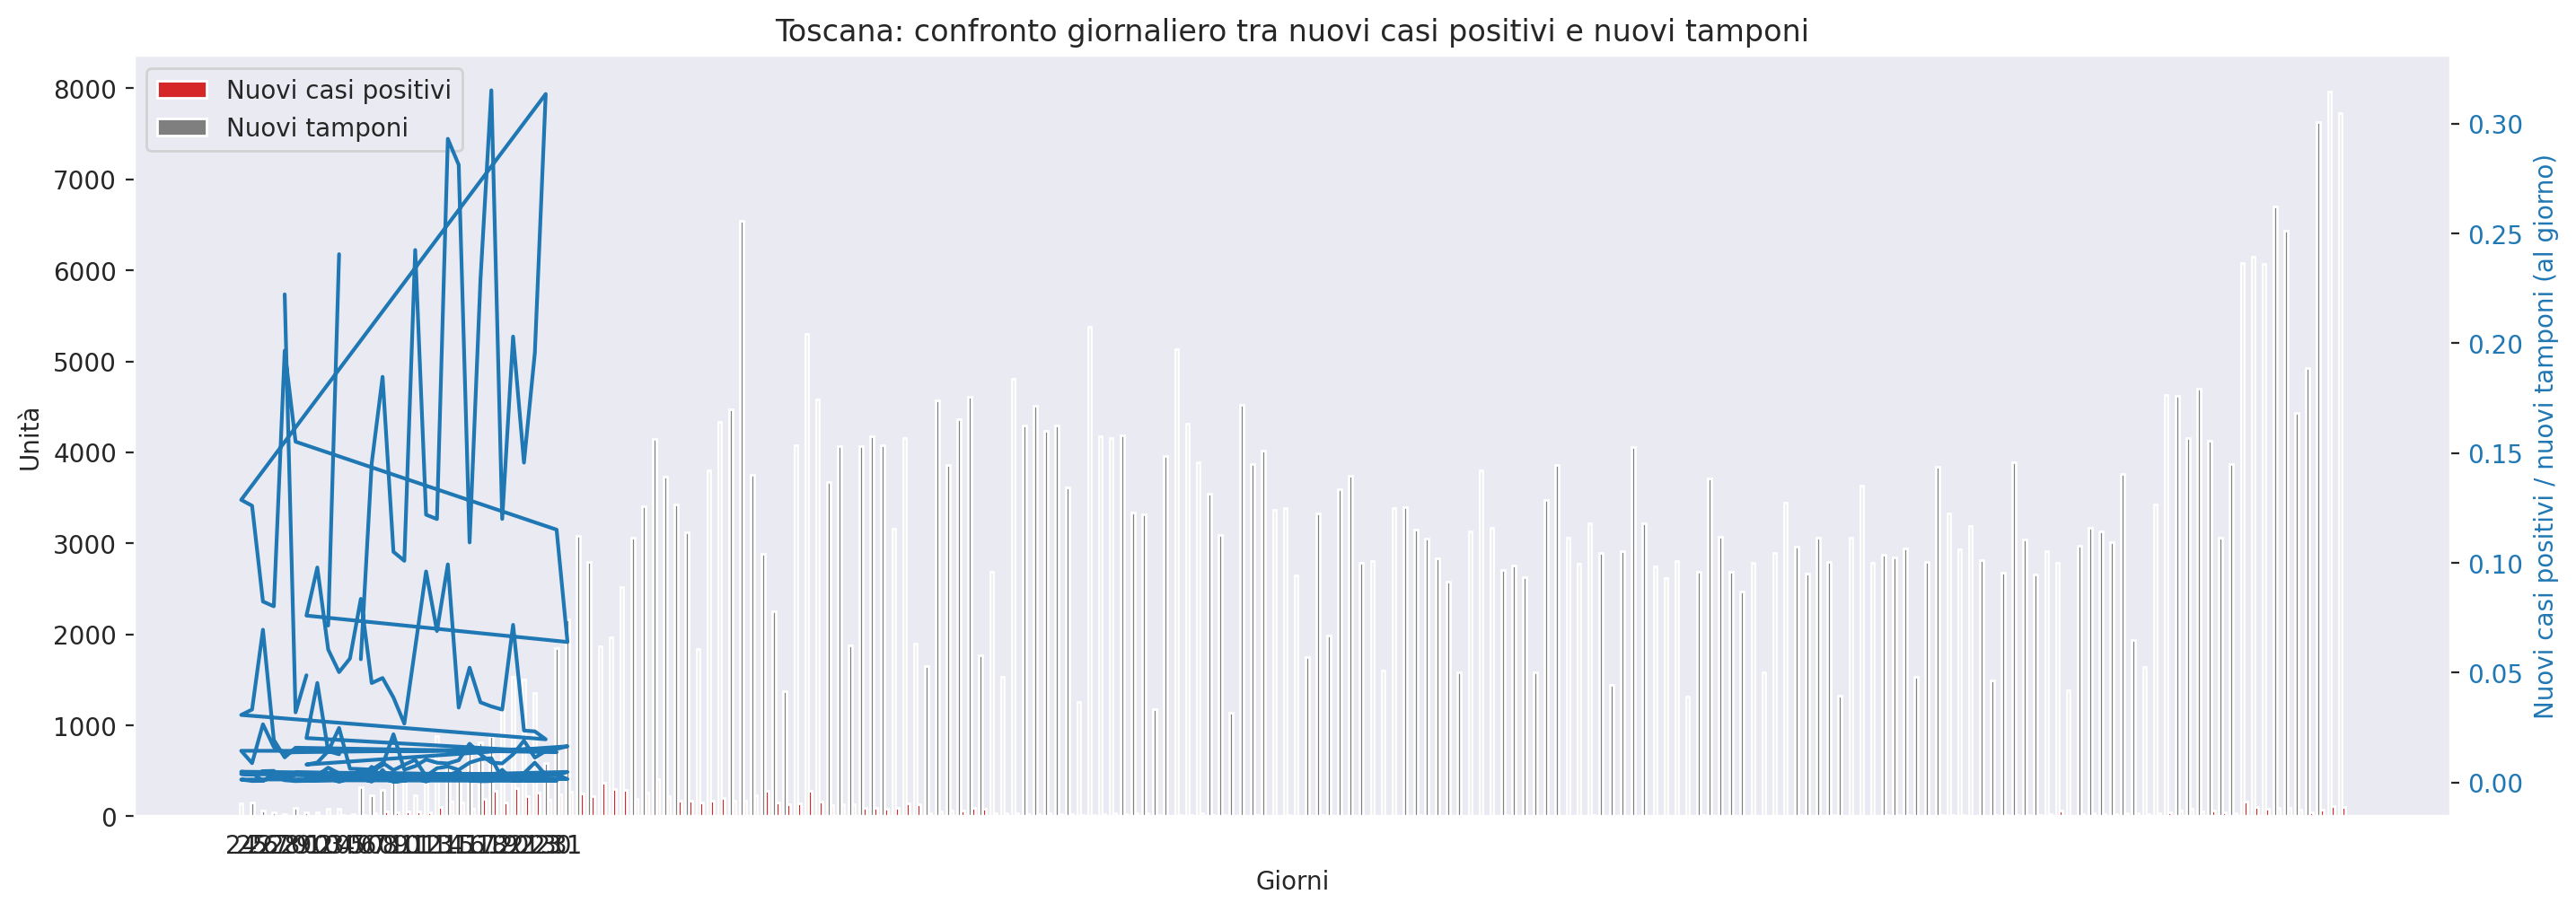 Toscana: confronto giornaliero tra nuovi casi positivi e nuovi tamponi
Nuovi casi positivi
Nuovi tamponi
8000
7000
6000
5000
4000
3000
2000
1000
0
Unità
0.30
0.25
0.20
0.15
0.10
0.05
0.00
Nuovi casi positivi / nuovi tamponi (al giorno)
Giorni